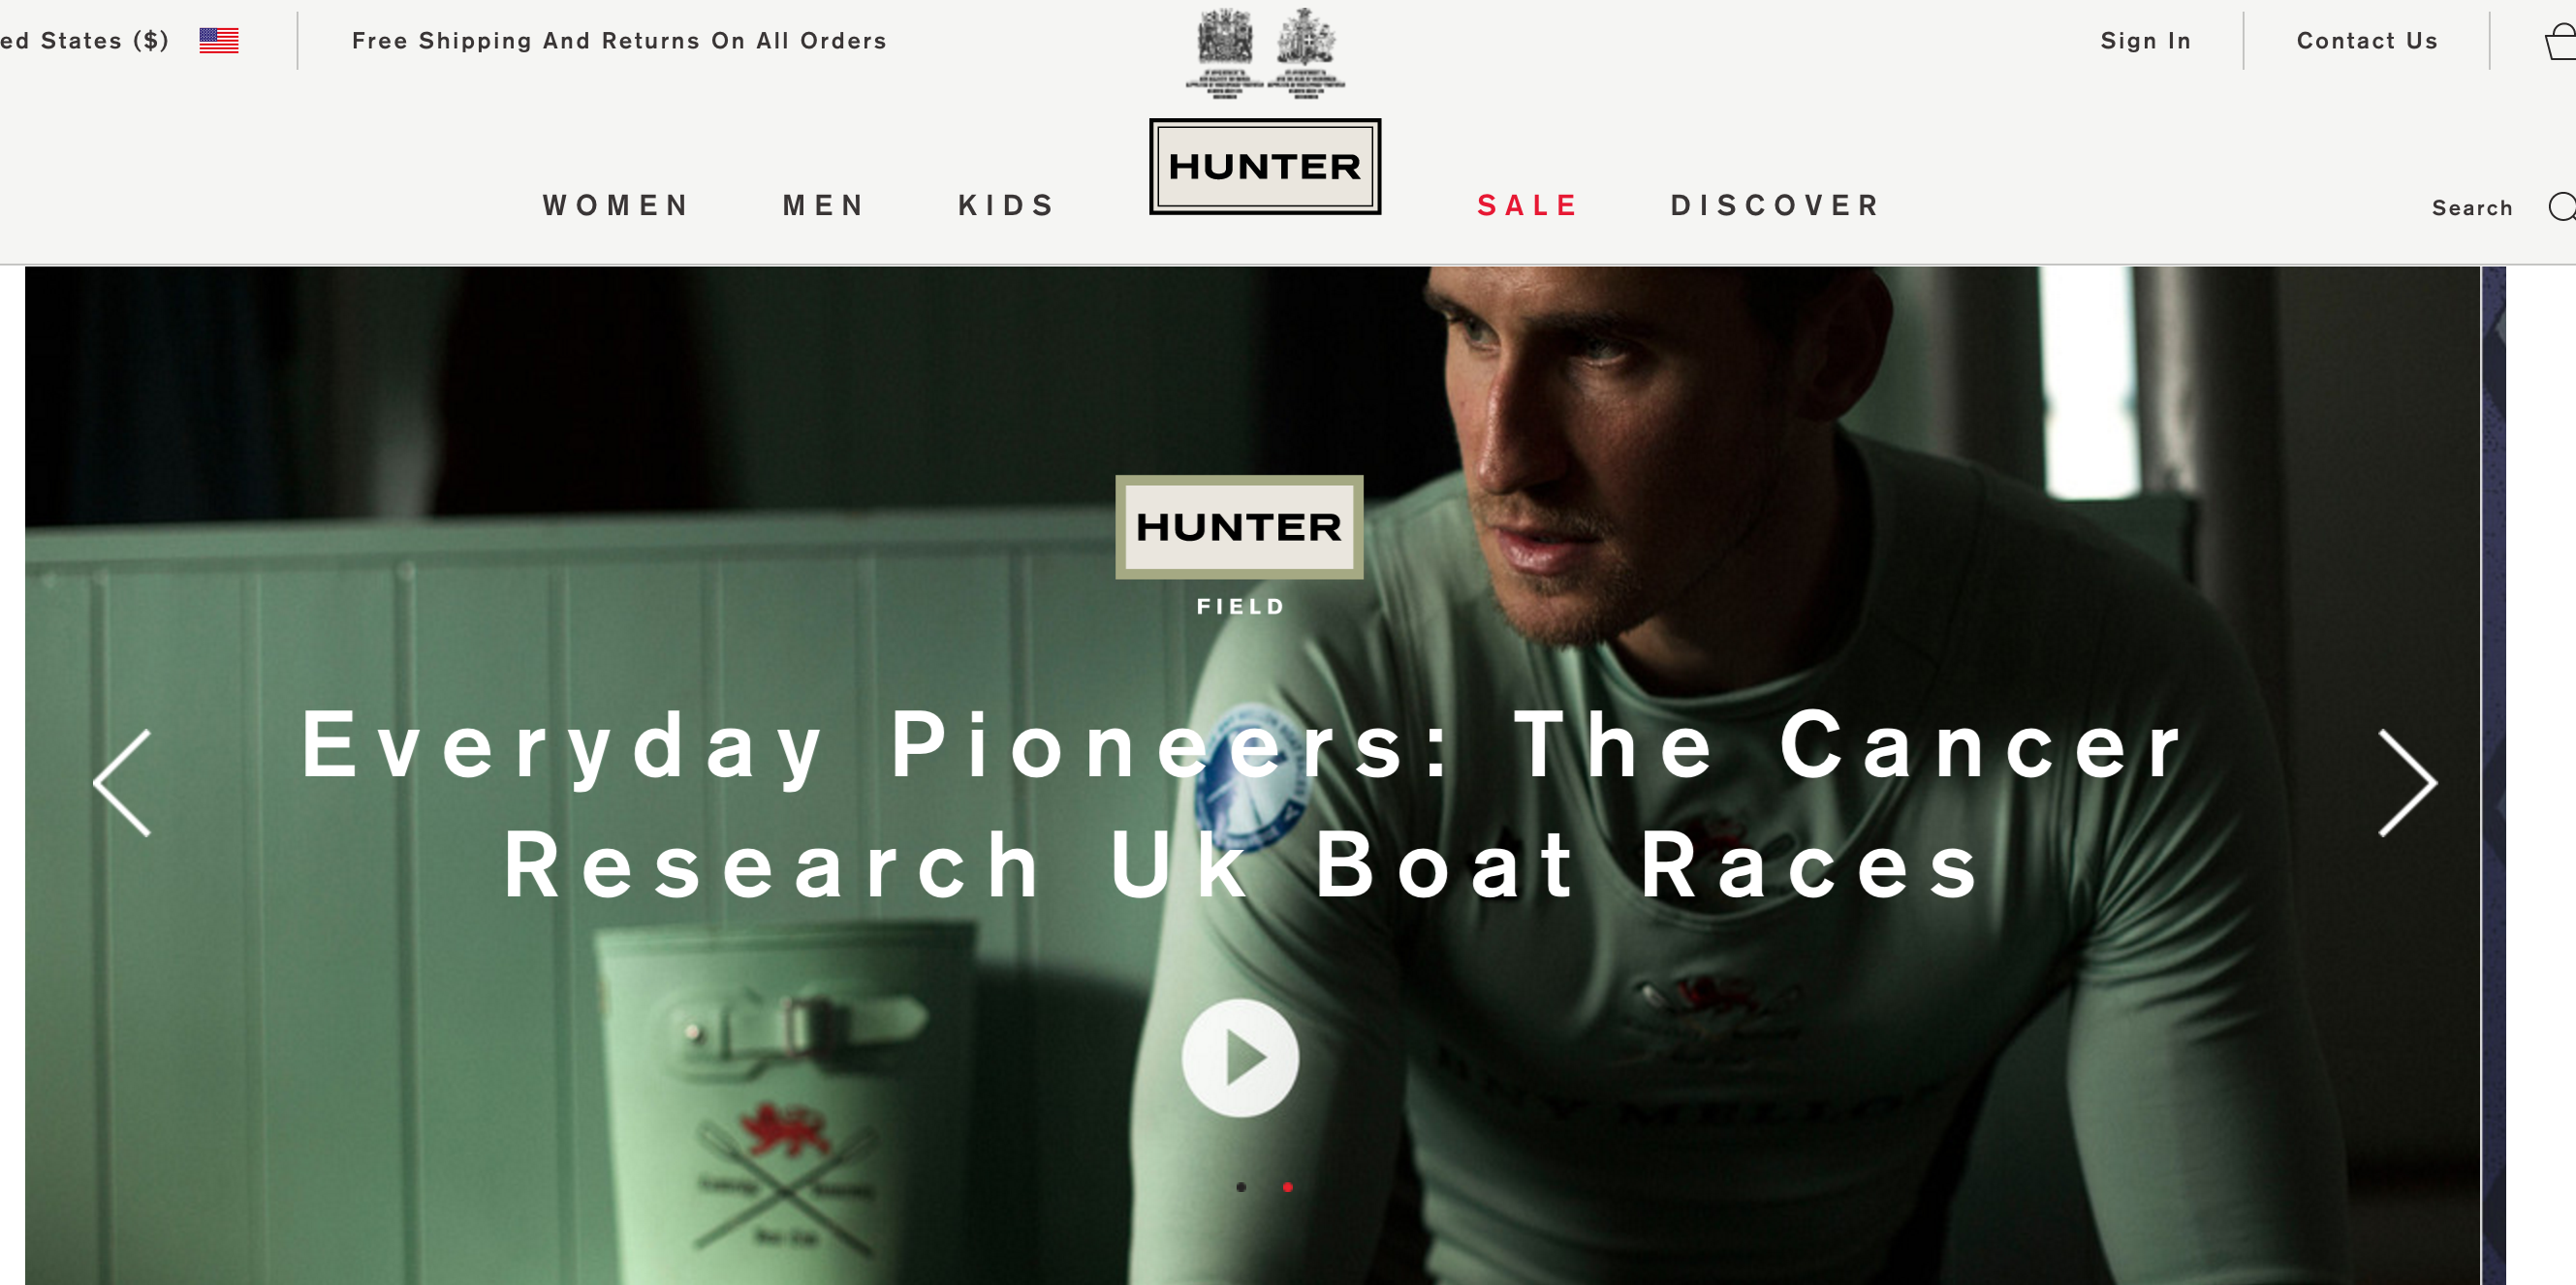 ed States ($)
Free Shipping And Returns On All Orders
Sign In
Contact Us
HUNTER
WOMEN
MEN
KIDS
SALE
DISCOVER
Search
HUNTER
FIELD
Everyday Pioneers: The Cancer
Research Uk Boat Races